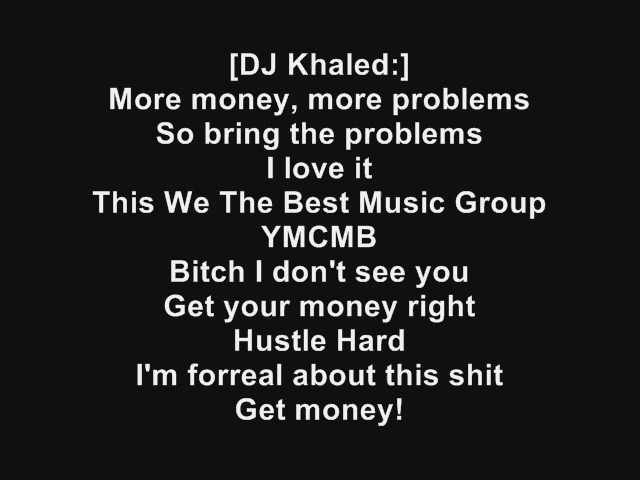 [DJ Khaled:]
More money, more problems
So bring the problems
I love it
This We The Best Music Group
YMCMB
Bitch I don't see you
Get your money right
Hustle Hard
I'm forreal about this shit
Get money!